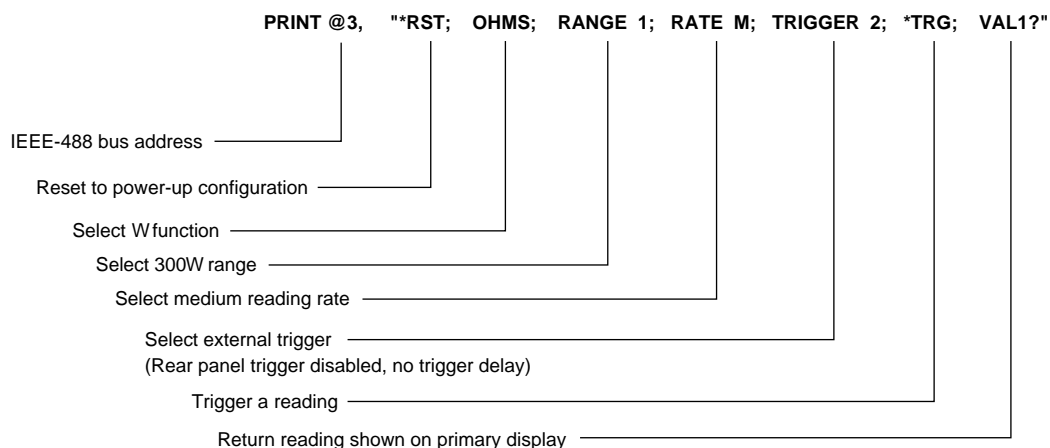 PRINT @3, "*RST; OHMS; RANGE 1; RATE M; TRIGGER 2; *TRG; VAL1?"
IEEE-488 bus address
Reset to power-up configuration
Select W function
Select 300W range
Select medium reading rate
Select external trigger
(Rear panel trigger disabled, no trigger delay)
Trigger a reading
Return reading shown on primary display